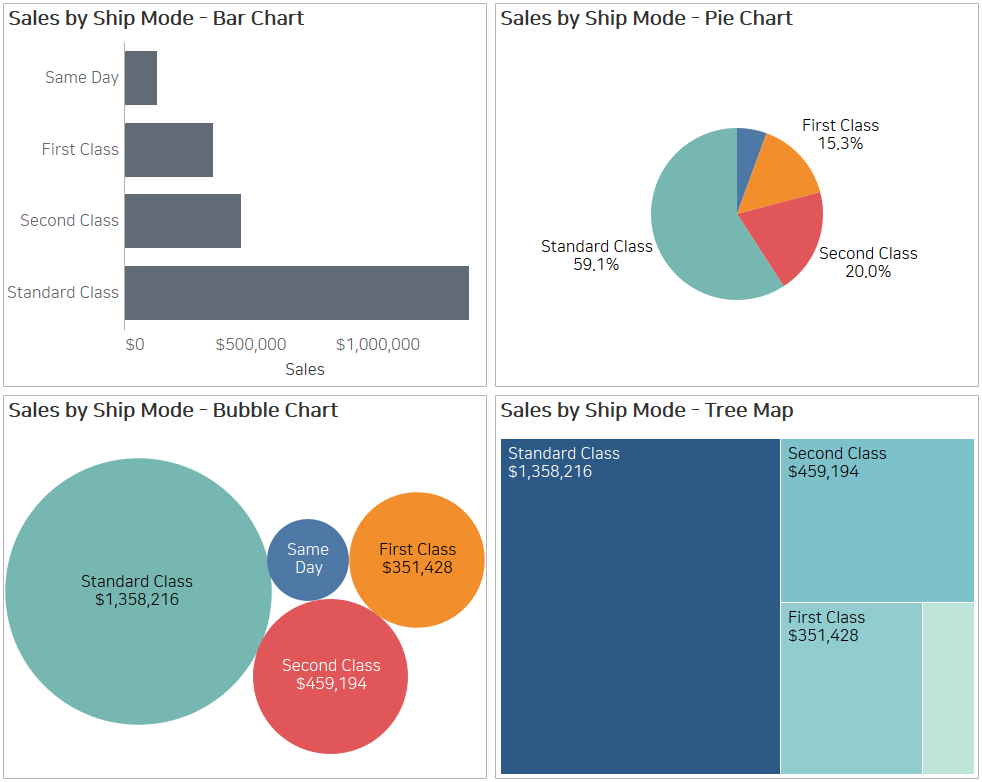 Sales by Ship Mode - Bar Chart
Same Day
First Class
Second Class
Standard Class
$0
$500,000
$1,000,000
Sales
Sales by Ship Mode - Pie Chart
First Class
15.3%
Standard Class
59.1%
Second Class
20.0%
Sales by Ship Mode - Bubble Chart
Standard Class
$1,358,216
Same
Day
First Class
$351,428
Second Class
$459,194
Sales by Ship Mode - Tree Map
Standard Class
$1,358,216
Second Class
$459,194
First Class
$351,428